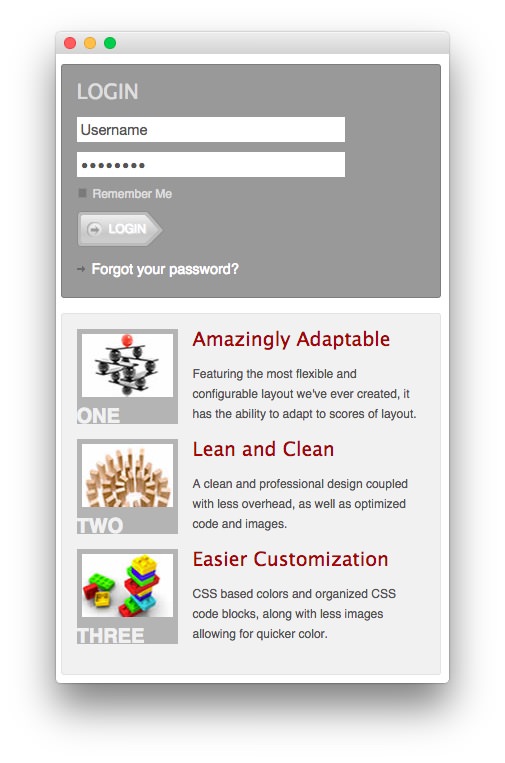 LOGIN
Username
••••••••
Remember Me
LOGIN
Forgot your password?
ONE
Amazingly Adaptable
Featuring the most flexible and
configurable layout we've ever created, it
has the ability to adapt to scores of layout.
TWO
Lean and Clean
A clean and professional design coupled
with less overhead, as well as optimized
code and images.
THREE
Easier Customization
CSS based colors and organized CSS
code blocks, along with less images
allowing for quicker color.